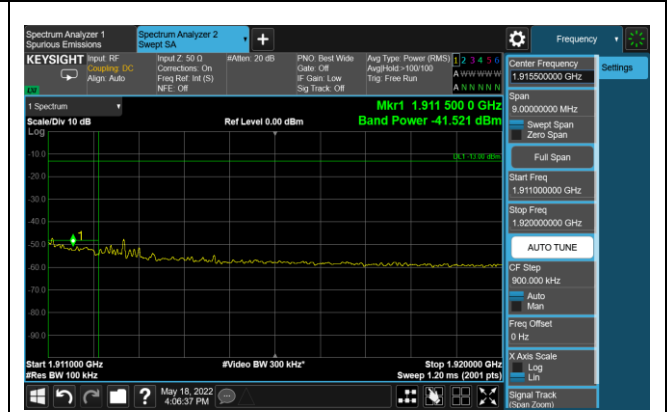 Spectrum Analyzer 1
Spurious Emissions
Spectrum Analyzer 2
Swept SA
Frequency
KEYSIGHT
Input: RF
Coupling: DC
Align: Auto
Input Z: 50 Ω
Corrections: On
Freq Ref: Int (S)
NFE: Off
#Atten: 20 dB
PNO: Best Wide
Gate: Off
IF Gain: Low
Sig Track: Off
Avg Type: Power (RMS)
Avg|Hold:>100/100
Trig: Free Run
1 2 3 4 5 6
A W W W W W
A N N N N N
1 Spectrum
Scale/Div 10 dB
Log
Ref Level 0.00 dBm
Mkr1 1.911 500 0 GHz
Band Power -41.521 dBm
DL1 -13.00 dBm
-10.0
-20.0
-30.0
-40.0
-50.0
-60.0
-70.0
-80.0
-90.0
1
Start 1.911000 GHz
#Res BW 100 kHz
#Video BW 300 kHz*
Stop 1.920000 GHz
Sweep 1.20 ms (2001 pts)
May 18, 2022
4:06:37 PM
?
Center Frequency
1.915500000 GHz
Span
9.00000000 MHz
Swept Span
Zero Span
Full Span
Start Freq
1.911000000 GHz
Stop Freq
1.920000000 GHz
AUTO TUNE
CF Step
900.000 kHz
Auto
Man
Freq Offset
0 Hz
X Axis Scale
Log
Lin
Signal Track
(Span Zoom)
Settings